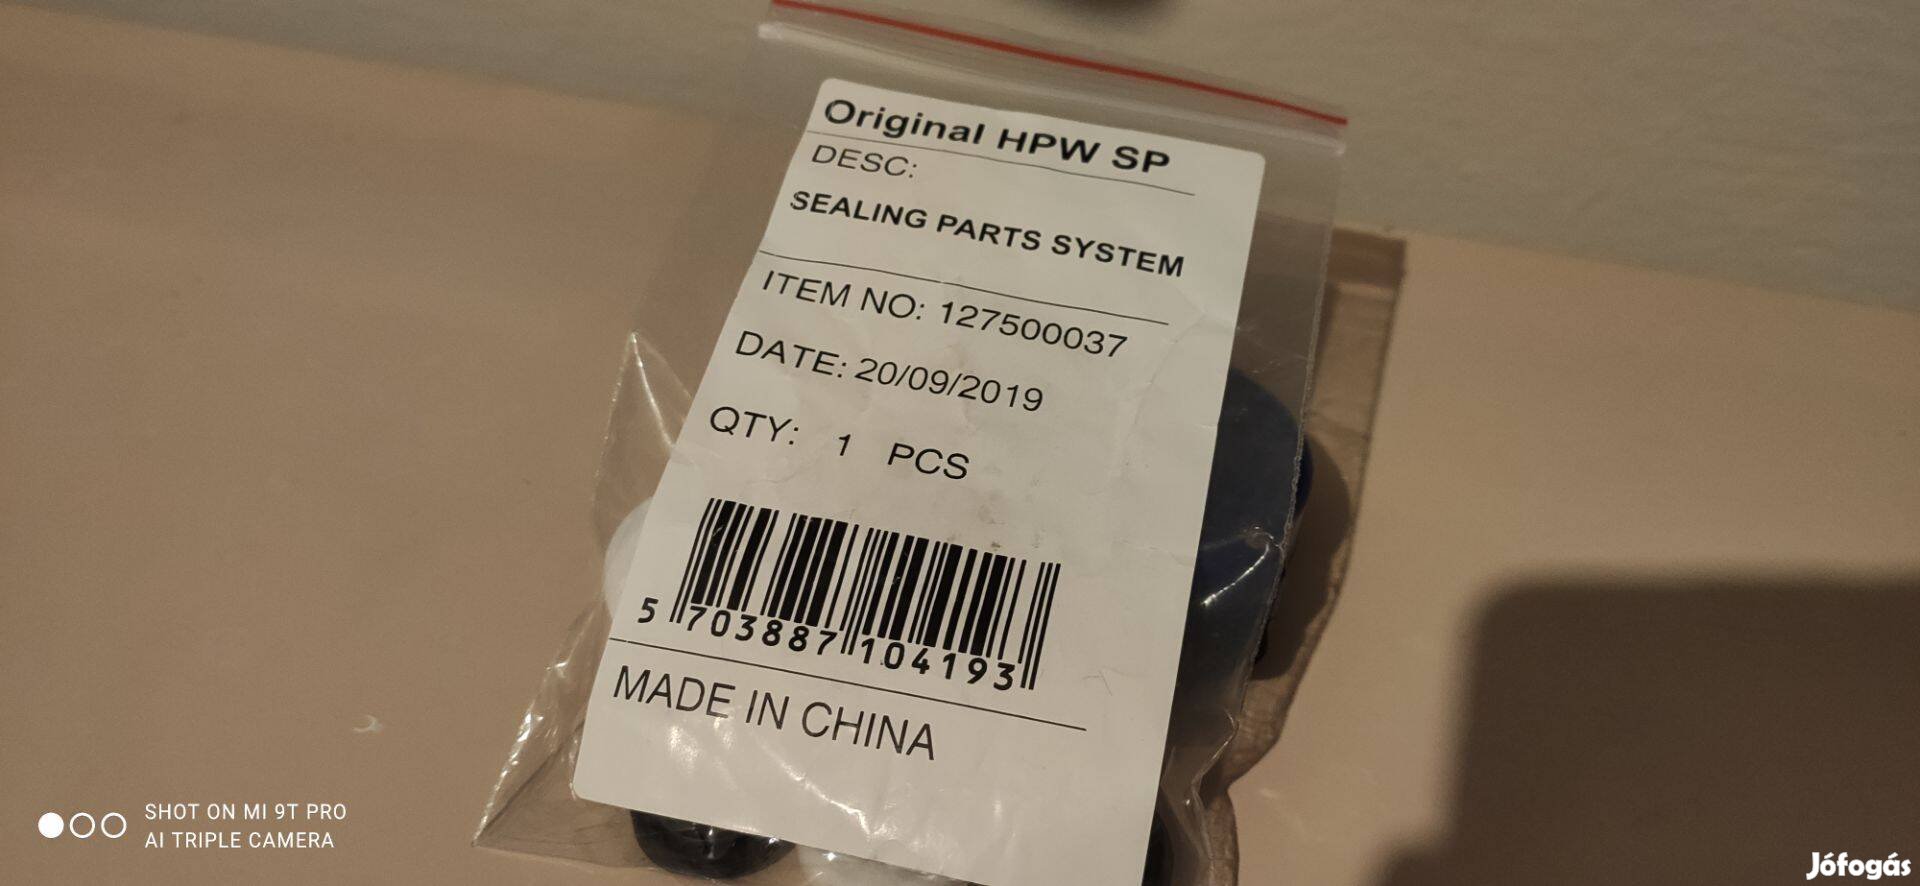 Original HPW SP
DESC:
SEALING PARTS SYSTEM
ITEM NO: 127500037
DATE: 20/09/2019
QTY: 1 PCS
5 703887 104193
MADE IN CHINA
SHOT ON MI 9T PRO
AI TRIPLE CAMERA
Jófogás